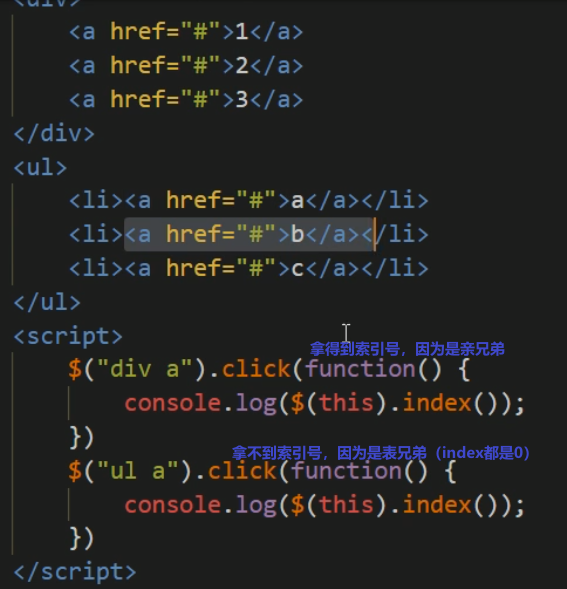 <div>
<a href="#">1</a>
<a href="#">2</a>
<a href="#">3</a>
</div>
<ul>
<li><a href="#">a</a></li>
<li><a href="#">b</a></li>
<li><a href="#">c</a></li>
</ul>
<script>
拿得到索引号，因为是亲兄弟
$("div a").click(function() {
console.log($(this).index());
})
拿不到索引号，因为是表兄弟（index都是0）
$("ul a").click(function() {
console.log($(this).index());
})
</script>